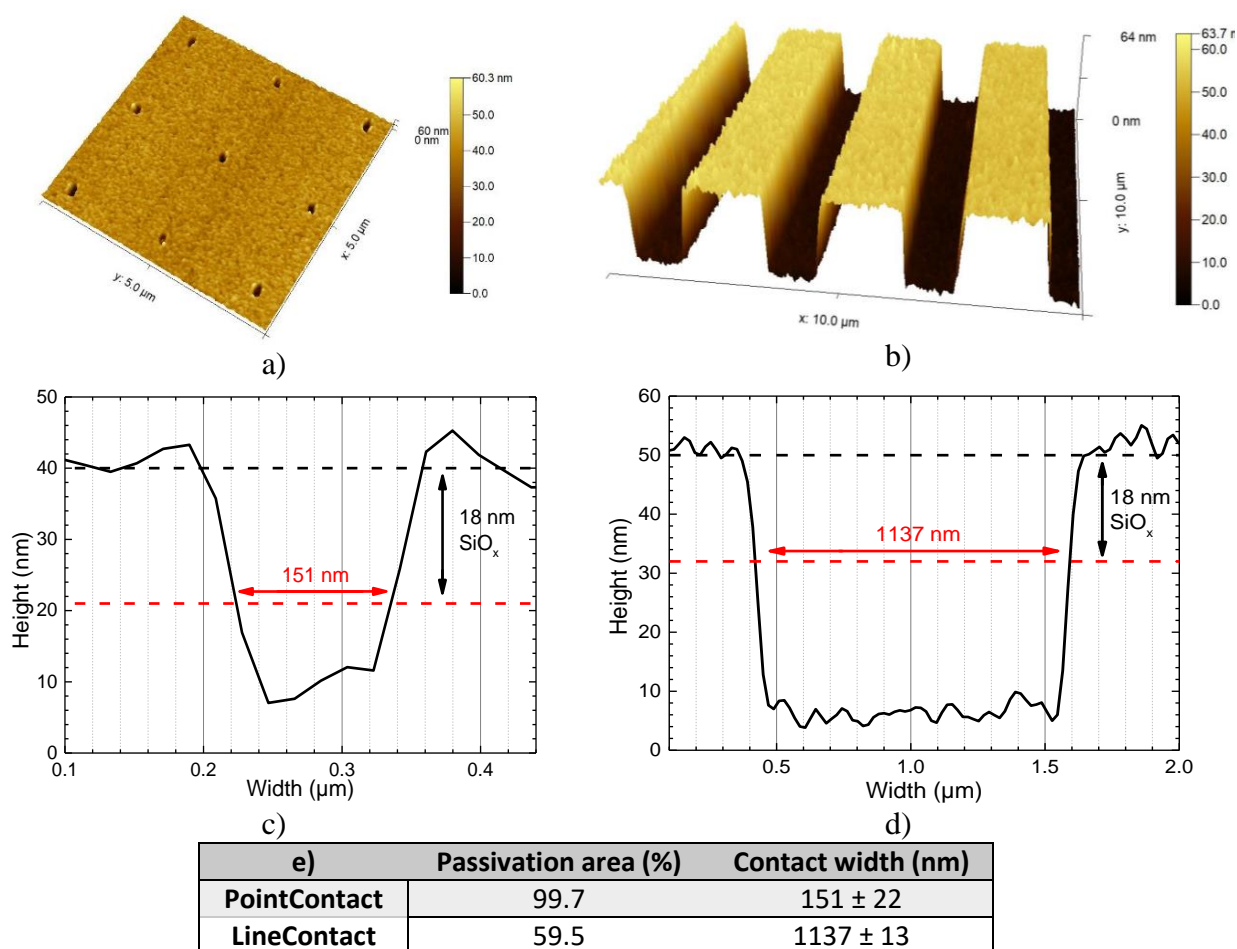 60.3 nm
60 nm
0 nm
50.0
40.0
30.0
20.0
10.0
0.0
x: 5.0 µm
y: 5.0 µm
a)
64 nm
0 nm
y: 10.0 µm
x: 10.0 µm
63.7 n
60.0
50.0
40.0
30.0
20.0
10.0
0.0
b)
50
40
30
20
10
0
Height (nm)
18 nm
SiOₓ
151 nm
0.1 0.2 0.3 0.4
Width (µm)
c)
60
50
40
30
20
10
0
Height (nm)
18 nm
SiOₓ
1137 nm
0.5 1.0 1.5 2.0
Width (µm)
d)
e) Passivation area (%) Contact width (nm)
PointContact 99.7 151 ± 22
LineContact 59.5 1137 ± 13